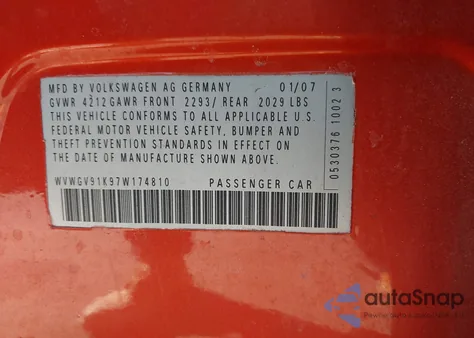 MFD BY VOLKSWAGEN AG GERMANY 01/07
GVWR 4212 GAWR FRONT 2293/ REAR 2029 LBS
THIS VEHICLE CONFORMS TO ALL APPLICABLE U.S.
FEDERAL MOTOR VEHICLE SAFETY, BUMPER AND
THEFT PREVENTION STANDARDS IN EFFECT ON THE
DATE OF MANUFACTURE SHOWN ABOVE.
WVWGV91K97W174810 PASSENGER CAR
0530376 1002 3
autoSnap